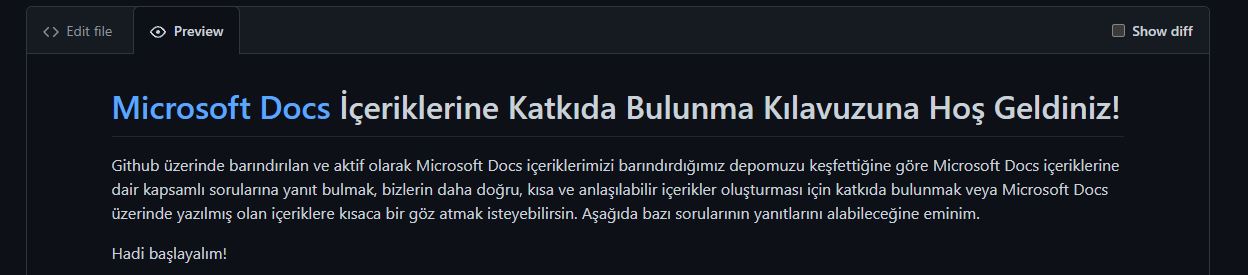 Edit file
Preview
Show diff
Microsoft Docs İçeriklerine Katkıda Bulunma Kılavuzuna Hoş Geldiniz!
Github üzerinde barındırılan ve aktif olarak Microsoft Docs içeriklerimizi barındırdığımız depomuzu keşfettiğine göre Microsoft Docs içeriklerine
dair kapsamlı sorularına yanıt bulmak, bizlerin daha doğru, kısa ve anlaşılabilir içerikler oluşturması için katkıda bulunmak veya Microsoft Docs
üzerinde yazılmış olan içeriklere kısaca bir göz atmak isteyebilirsin. Aşağıda bazı sorularının yanıtlarını alabileceğine eminim.
Hadi başlayalım!